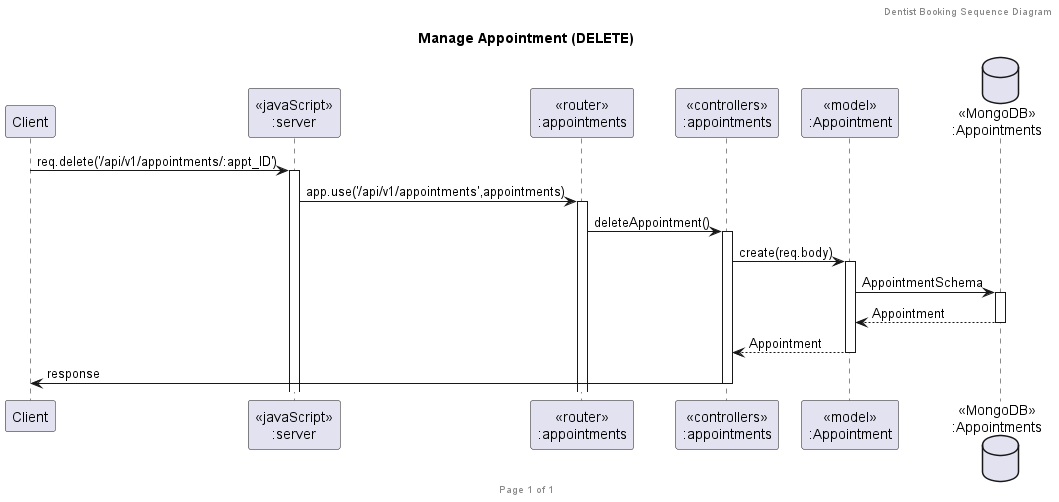 Dentist Booking Sequence Diagram
Manage Appointment (DELETE)
Client
«javaScript»
:server
«router»
:appointments
«controllers»
:appointments
«model»
:Appointment
«MongoDB»
:Appointments
req.delete('/api/v1/appointments/:appt_ID')
app.use('/api/v1/appointments',appointments)
deleteAppointment()
create(req.body)
AppointmentSchema
Appointment
Appointment
response
Client
«javaScript»
:server
«router»
:appointments
«controllers»
:appointments
«model»
:Appointment
«MongoDB»
:Appointments
Page 1 of 1